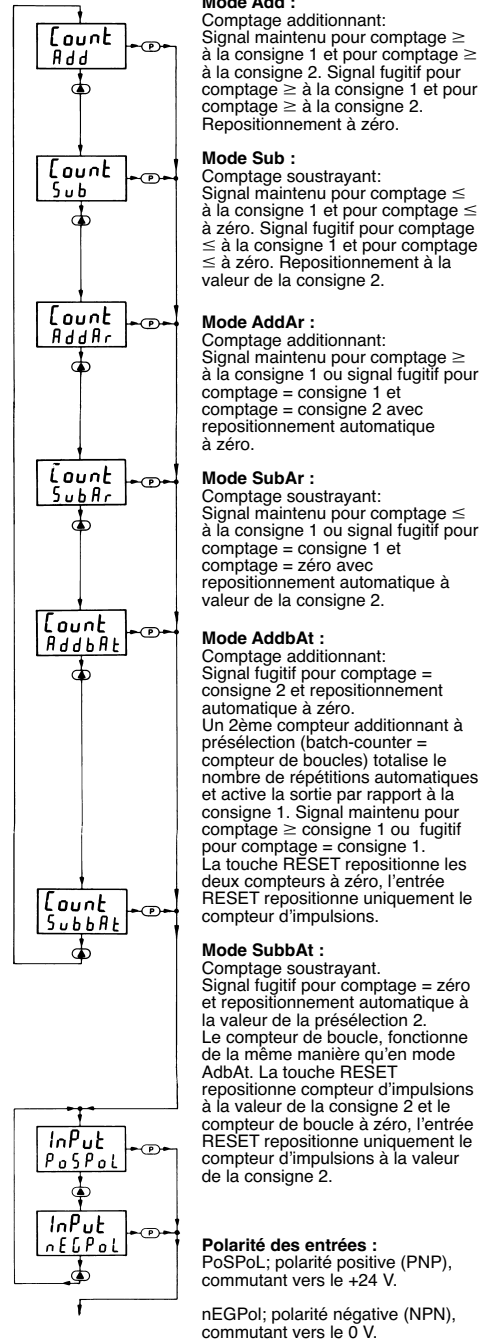 Mode Add :
Comptage additionnant:
Signal maintenu pour comptage ≥
à la consigne 1 et pour comptage ≥
à la consigne 2. Signal fugitif pour
comptage ≥ à la consigne 1 et pour
comptage ≥ à la consigne 2.
Repositionnement à zéro.
Count
Add
P
Mode Sub :
Comptage soustrayant:
Signal maintenu pour comptage ≤
à la consigne 1 et pour comptage ≤
à zéro. Signal fugitif pour comptage
≤ à la consigne 1 et pour comptage
≤ à zéro. Repositionnement à la
valeur de la consigne 2.
Count
Sub
P
Mode AddAr :
Comptage additionnant:
Signal maintenu pour comptage ≥
à la consigne 1 ou signal fugitif pour
comptage = consigne 1 et
comptage = consigne 2 avec
repositionnement automatique
à zéro.
Count
AddAr
P
Mode SubAr :
Comptage soustrayant:
Signal maintenu pour comptage ≤
à la consigne 1 ou signal fugitif pour
comptage = consigne 1 et
comptage = zéro avec
repositionnement automatique à
valeur de la consigne 2.
Count
SubAr
P
Mode AddbAt :
Comptage additionnant:
Signal fugitif pour comptage =
consigne 2 et repositionnement
automatique à zéro.
Un 2ème compteur additionnant à
présélection (batch-counter =
compteur de boucles) totalise le
nombre de répétitions automatiques
et active la sortie par rapport à la
consigne 1. Signal maintenu pour
comptage ≥ consigne 1 ou fugitif
pour comptage = consigne 1.
La touche RESET repositionne les
deux compteurs à zéro, l'entrée
RESET repositionne uniquement le
compteur d'impulsions.
Count
AddbAt
P
Mode SubbAt :
Comptage soustrayant.
Signal fugitif pour comptage = zéro
et repositionnement automatique à
la valeur de la présélection 2.
Le compteur de boucle, fonctionne
de la même manière qu'en mode
AdbAt. La touche RESET
repositionne compteur d'impulsions
à la valeur de la consigne 2 et le
compteur de boucle à zéro, l'entrée
RESET repositionne uniquement le
compteur d'impulsions à la valeur
de la consigne 2.
Count
SubbAt
P
InPut
PoSPoL
P
InPut
nEGPoL
P
Polarité des entrées :
PoSPoL; polarité positive (PNP),
commutant vers le +24 V.
nEGPol; polarité négative (NPN),
commutant vers le 0 V.